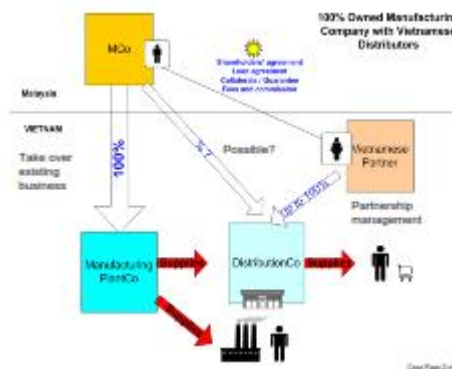 100% Owned Manufacturing
Company with Vietnamese
Distributors
MCo
Shareholders' agreement
Loan agreement
Collaterals / Guarantee
Fees and commission
Malaysia
VIETNAM
Take over
existing
business
100%
% ?
Possible?
Vietnamese
Partner
Up to 100%
Partnership
management
Manufacturing
PlantCo
Supplies
DistributionCo
Supplies